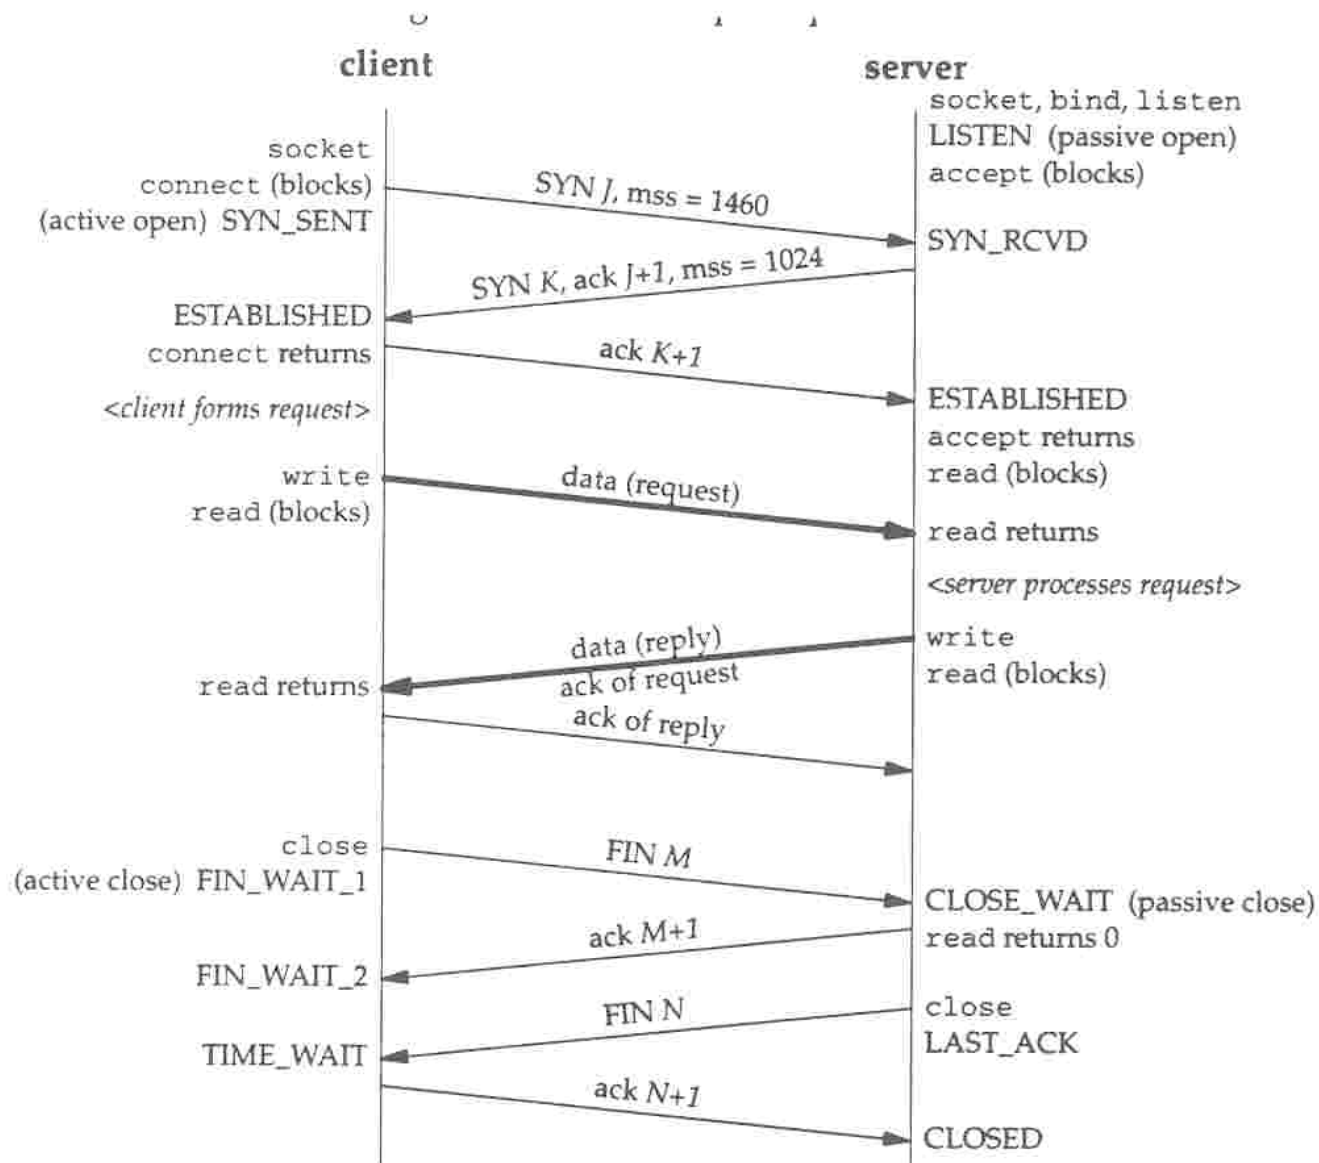 client
server
socket, bind, listen
LISTEN (passive open)
accept (blocks)
socket
connect (blocks)
(active open) SYN_SENT
SYN J, mss = 1460
SYN_RCVD
SYN K, ack J+1, mss = 1024
ESTABLISHED
connect returns
ack K+1
<client forms request>
ESTABLISHED
accept returns
read (blocks)
write
read (blocks)
data (request)
read returns
<server processes request>
write
read (blocks)
data (reply)
ack of request
read returns
ack of reply
close
(active close) FIN_WAIT_1
FIN M
CLOSE_WAIT (passive close)
read returns 0
ack M+1
FIN_WAIT_2
close
LAST_ACK
FIN N
TIME_WAIT
ack N+1
CLOSED